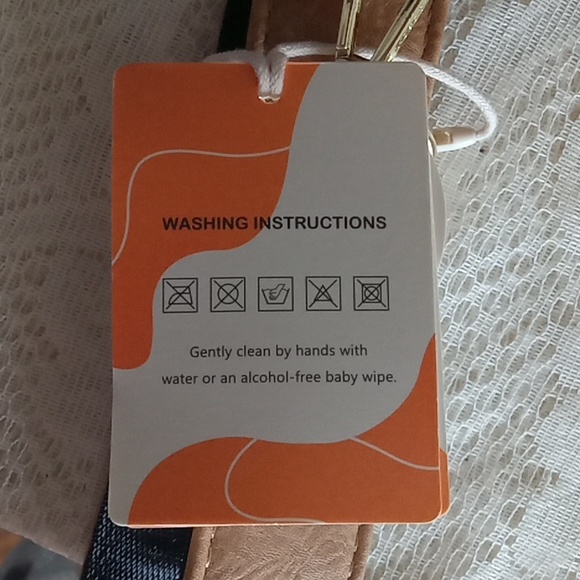 WASHING INSTRUCTIONS
Gently clean by hands with
water or an alcohol-free baby wipe.